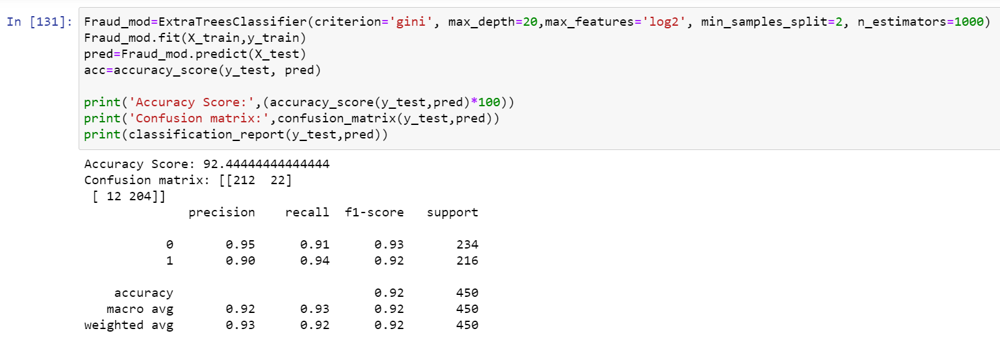 In [131]: Fraud_mod=ExtraTreesClassifier(criterion='gini', max_depth=20,max_features='log2', min_samples_split=2, n_estimators=1000)
Fraud_mod.fit(X_train,y_train)
pred=Fraud_mod.predict(X_test)
acc=accuracy_score(y_test, pred)
print('Accuracy Score:',(accuracy_score(y_test,pred)*100))
print('Confusion matrix:',confusion_matrix(y_test,pred))
print(classification_report(y_test,pred))
Accuracy Score: 92.44444444444444
Confusion matrix: [[212  22]
 [ 12 204]]
              precision    recall  f1-score   support
           0       0.95      0.91      0.93       234
           1       0.90      0.94      0.92       216
    accuracy                           0.92       450
   macro avg       0.92      0.93      0.92       450
weighted avg       0.93      0.92      0.92       450